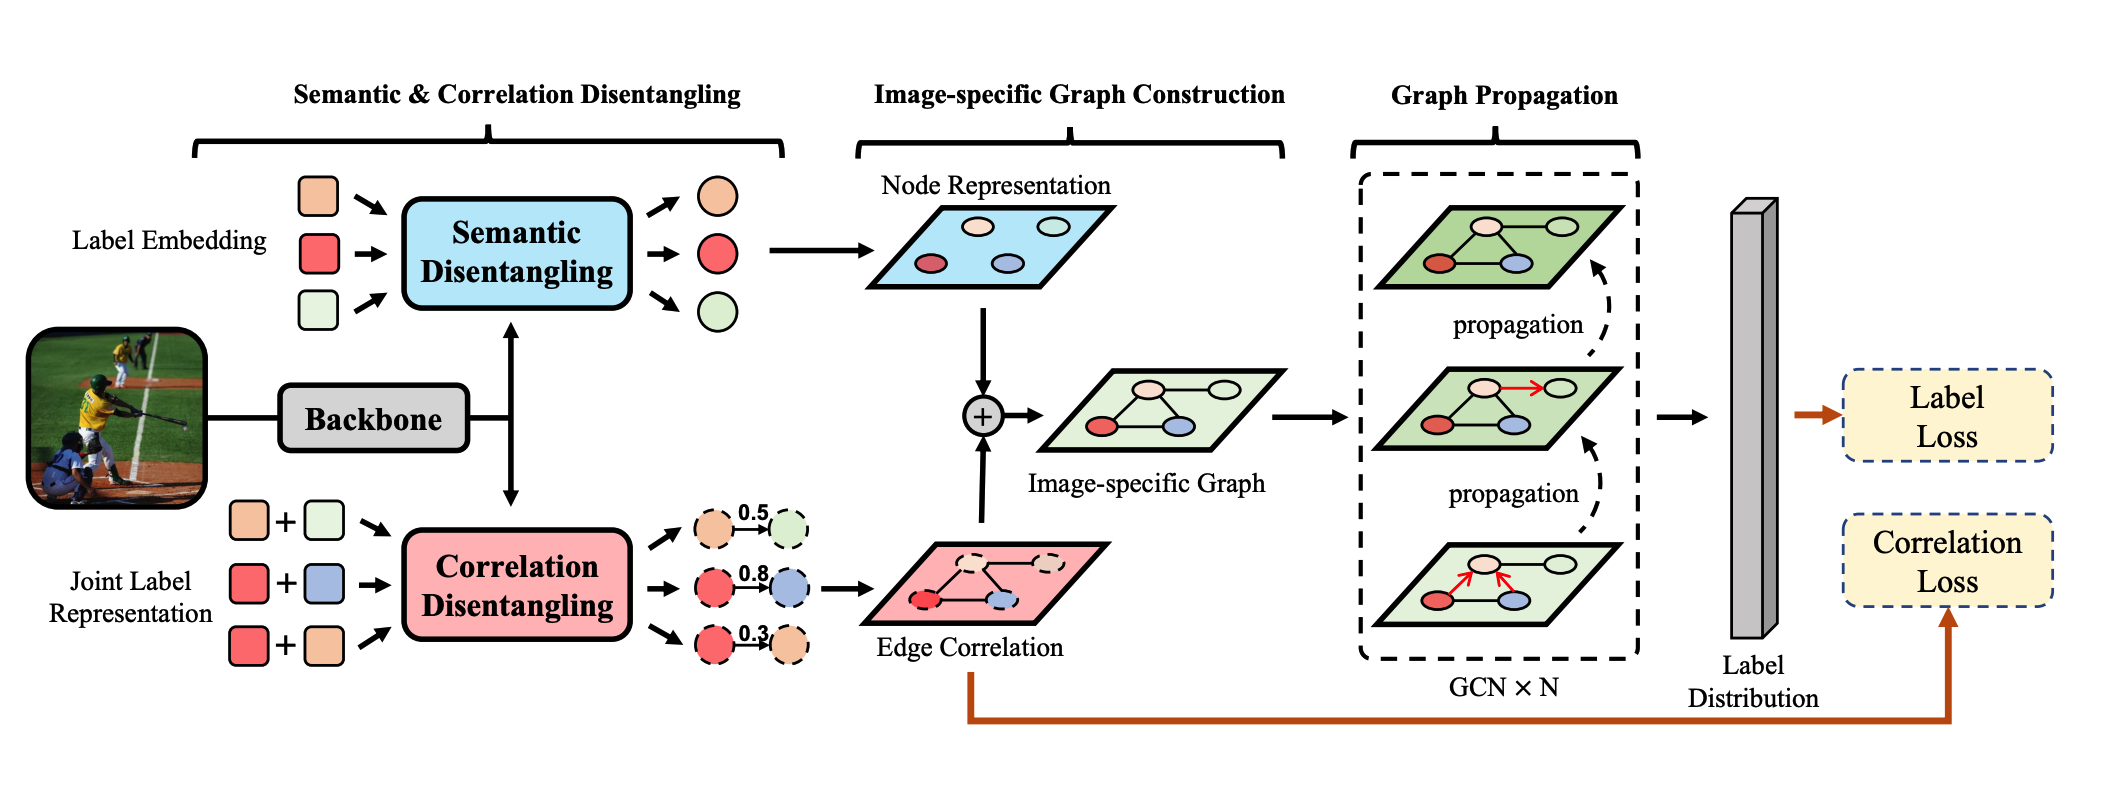 Semantic & Correlation Disentangling
Image-specific Graph Construction
Graph Propagation
Label Embedding
Semantic
Disentangling
Node Representation
propagation
Backbone
+
Image-specific Graph
propagation
Label
Loss
Joint Label
Representation
+
+
+
Correlation
Disentangling
0.5
0.8
0.3
Edge Correlation
GCN × N
Label
Distribution
Correlation
Loss